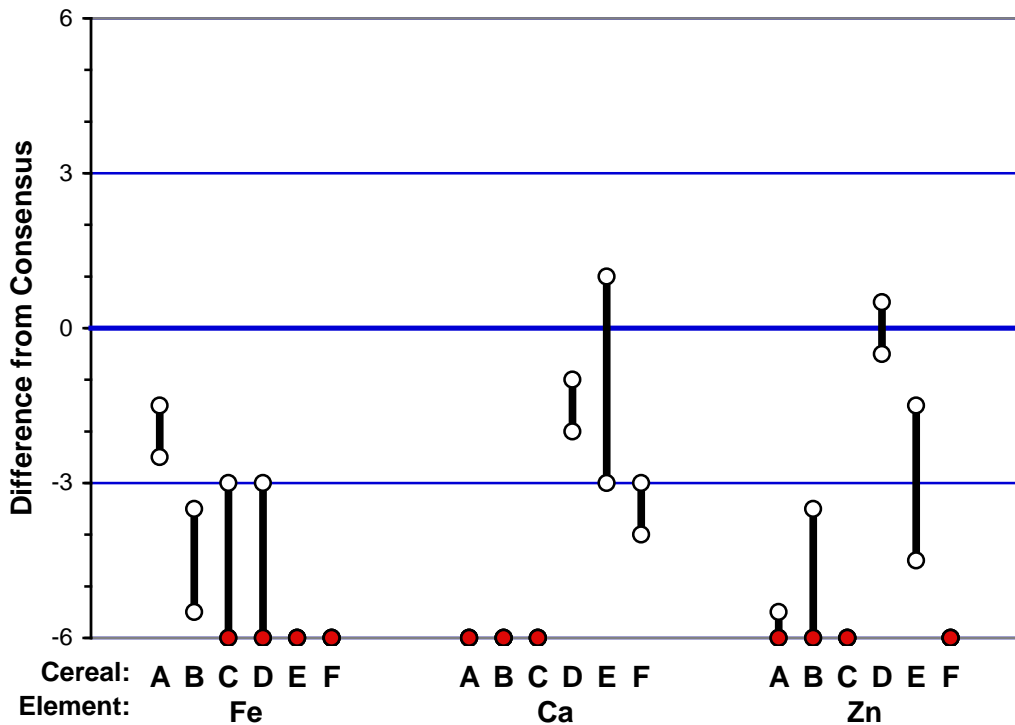 Difference from Consensus
6
3
0
-3
-6
Cereal: A B C D E F A B C D E F A B C D E F
Element: Fe Ca Zn